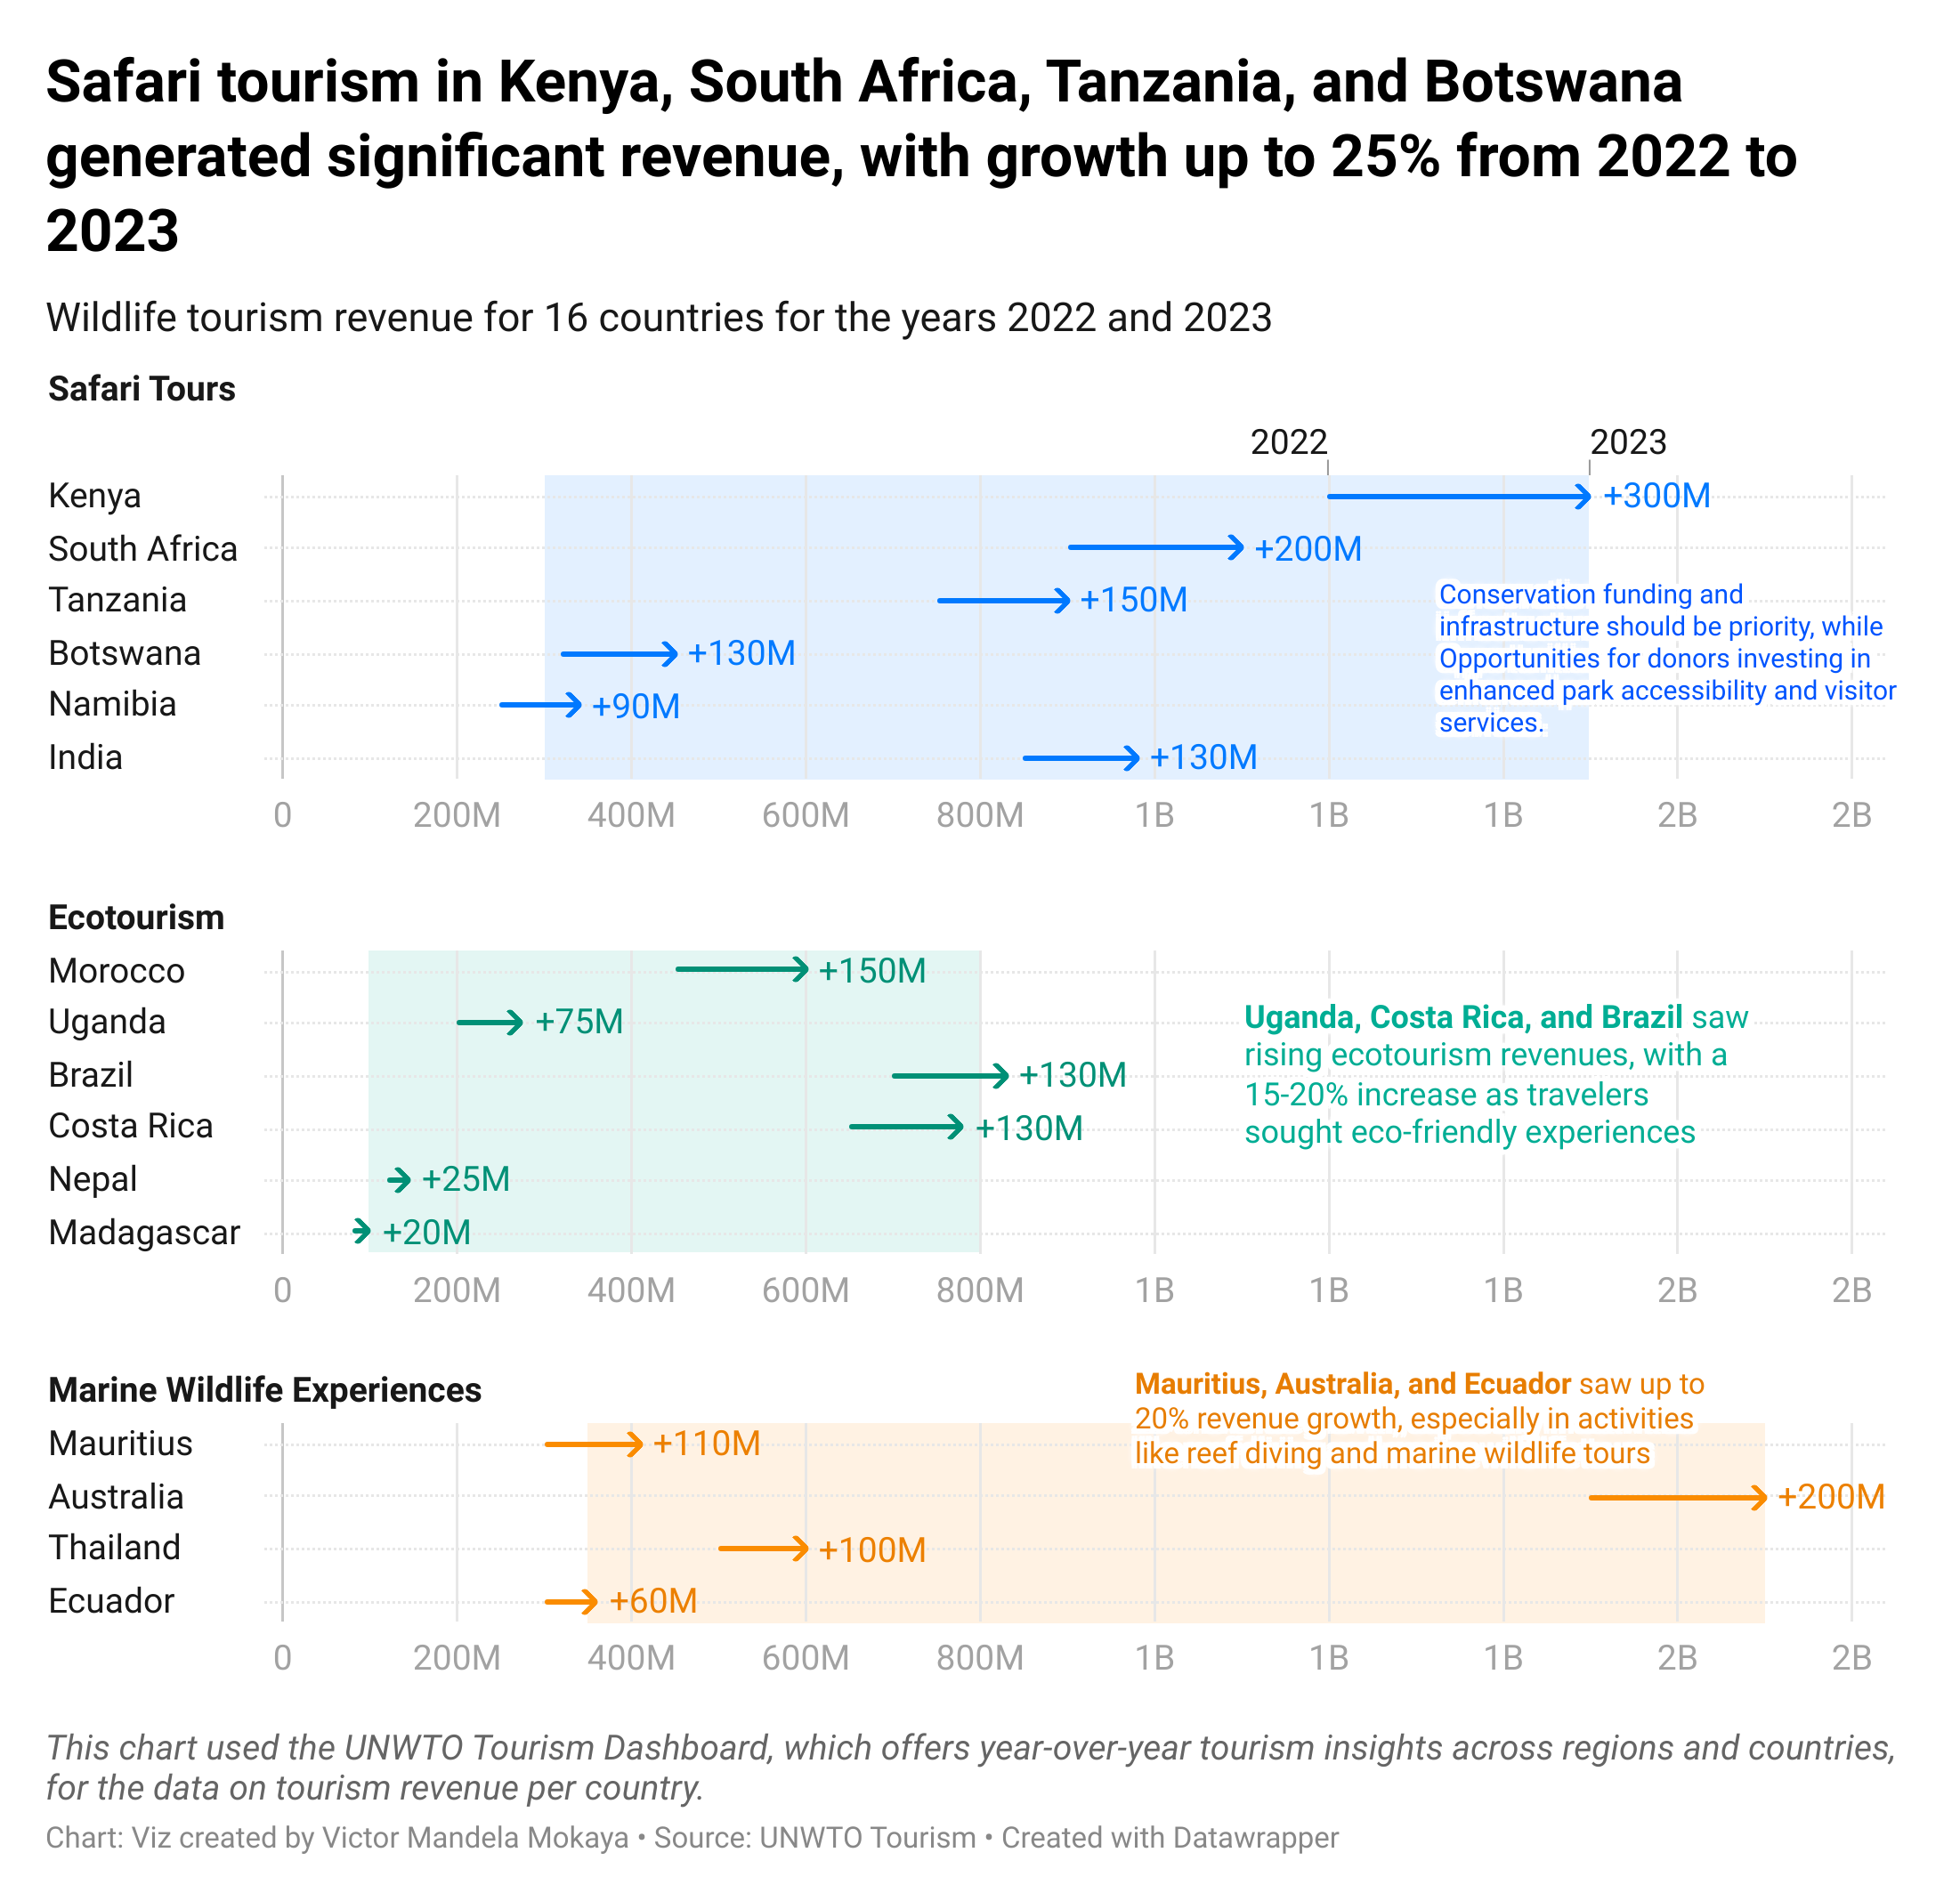 Safari tourism in Kenya, South Africa, Tanzania, and Botswana
generated significant revenue, with growth up to 25% from 2022 to
2023
Wildlife tourism revenue for 16 countries for the years 2022 and 2023
Safari Tours
2022 2023
Kenya +300M
South Africa +200M
Tanzania +150M
Botswana +130M
Namibia +90M
India +130M
Conservation funding and
infrastructure should be priority, while
Opportunities for donors investing in
enhanced park accessibility and visitor
services.
0 200M 400M 600M 800M 1B 1B 1B 2B 2B
Ecotourism
Morocco +150M
Uganda +75M
Brazil +130M
Costa Rica +130M
Nepal +25M
Madagascar +20M
Uganda, Costa Rica, and Brazil saw
rising ecotourism revenues, with a
15-20% increase as travelers
sought eco-friendly experiences
0 200M 400M 600M 800M 1B 1B 1B 2B 2B
Marine Wildlife Experiences
Mauritius, Australia, and Ecuador saw up to
20% revenue growth, especially in activities
like reef diving and marine wildlife tours
Mauritius +110M
Australia +200M
Thailand +100M
Ecuador +60M
0 200M 400M 600M 800M 1B 1B 1B 2B 2B
This chart used the UNWTO Tourism Dashboard, which offers year-over-year tourism insights across regions and countries,
for the data on tourism revenue per country.
Chart: Viz created by Victor Mandela Mokaya • Source: UNWTO Tourism • Created with Datawrapper